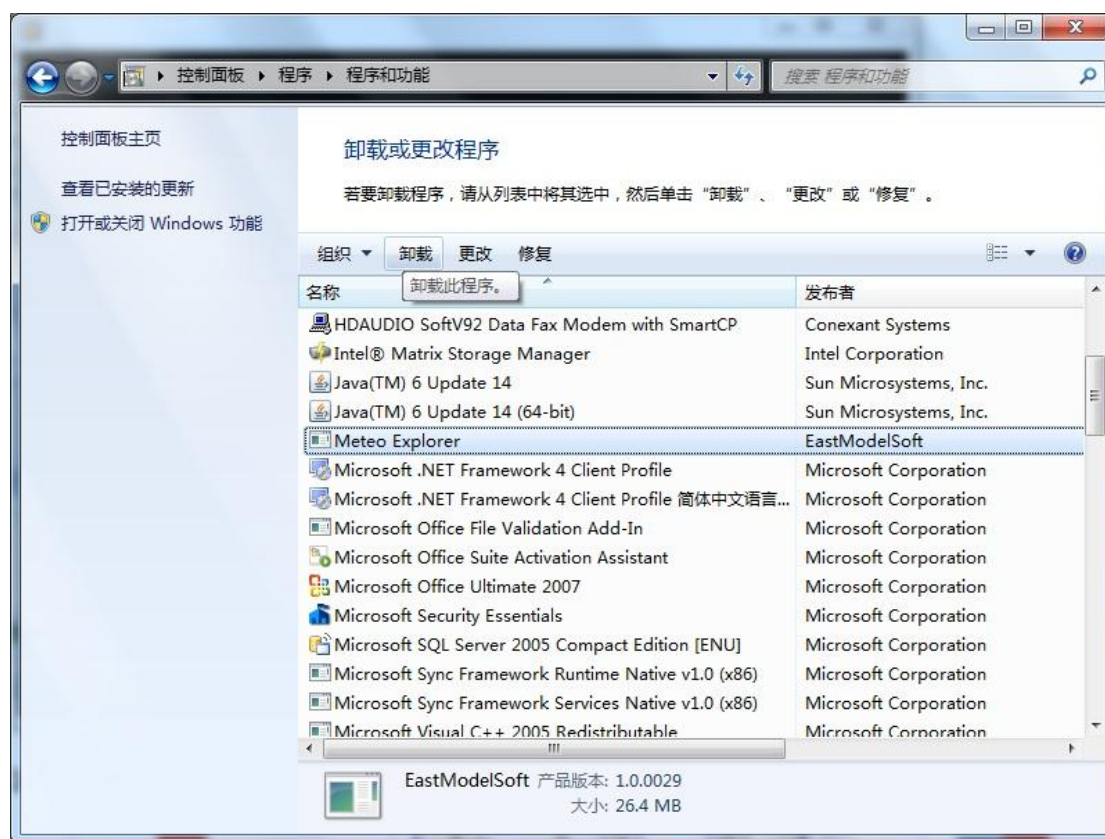 控制面板 程序 程序和功能
搜索 程序和功能
控制面板主页
查看已安装的更新
打开或关闭 Windows 功能
卸载或更改程序
若要卸载程序，请从列表中将其选中，然后单击“卸载”、“更改”或“修复”。
组织 卸载 更改 修复
卸载此程序。
名称 发布者
HDAUDIO SoftV92 Data Fax Modem with SmartCP Conexant Systems
Intel® Matrix Storage Manager Intel Corporation
Java(TM) 6 Update 14 Sun Microsystems, Inc.
Java(TM) 6 Update 14 (64-bit) Sun Microsystems, Inc.
Meteo Explorer EastModelSoft
Microsoft .NET Framework 4 Client Profile Microsoft Corporation
Microsoft .NET Framework 4 Client Profile 简体中文语言... Microsoft Corporation
Microsoft Office File Validation Add-In Microsoft Corporation
Microsoft Office Suite Activation Assistant Microsoft Corporation
Microsoft Office Ultimate 2007 Microsoft Corporation
Microsoft Security Essentials Microsoft Corporation
Microsoft SQL Server 2005 Compact Edition [ENU] Microsoft Corporation
Microsoft Sync Framework Runtime Native v1.0 (x86) Microsoft Corporation
Microsoft Sync Framework Services Native v1.0 (x86) Microsoft Corporation
Microsoft Visual C++ 2005 Redistributable Microsoft Corporation
EastModelSoft 产品版本: 1.0.0029
大小: 26.4 MB